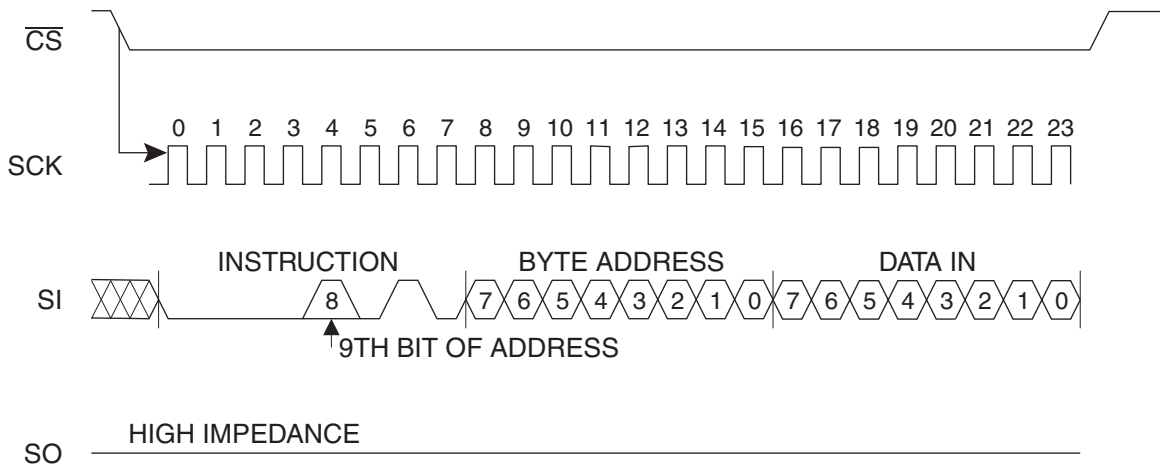 CS
0 1 2 3 4 5 6 7 8 9 10 11 12 13 14 15 16 17 18 19 20 21 22 23
SCK
INSTRUCTION BYTE ADDRESS DATA IN
SI 8 7 6 5 4 3 2 1 0 7 6 5 4 3 2 1 0
9TH BIT OF ADDRESS
HIGH IMPEDANCE
SO